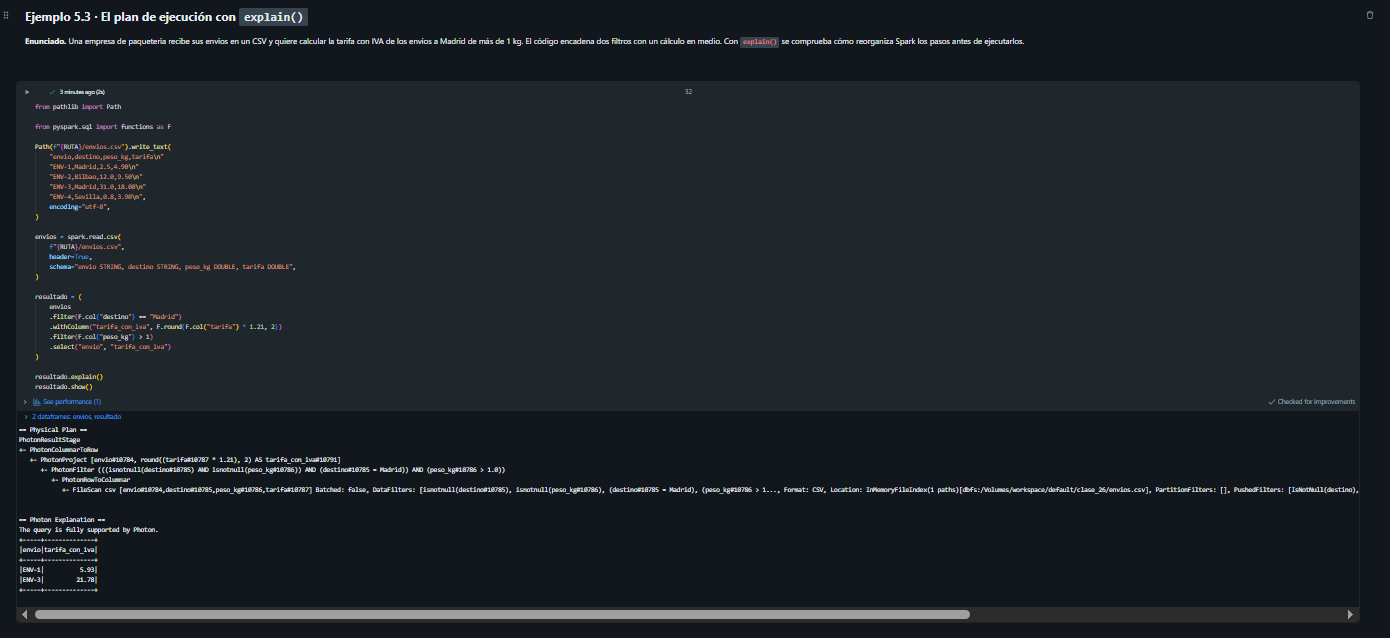 Ejemplo 5.3 · El plan de ejecución con explain()
Enunciado. Una empresa de paquetería recibe sus envíos en un CSV y quiere calcular la tarifa con IVA de los envíos a Madrid de más de 1 kg. El código encadena dos filtros con un cálculo en medio. Con explain() se comprueba cómo reorganiza Spark los pasos antes de ejecutarlos.
3 minutes ago (2s)
32
from pathlib import Path
from pyspark.sql import functions as F
Path(f"{RUTA}/envios.csv").write_text(
"envio,destino,peso_kg,tarifa\n"
"ENV-1,Madrid,2.5,4.90\n"
"ENV-2,Bilbao,12.0,9.50\n"
"ENV-3,Madrid,31.0,18.00\n"
"ENV-4,Sevilla,0.8,3.90\n",
encoding="utf-8",
)
envios = spark.read.csv(
f"{RUTA}/envios.csv",
header=True,
schema="envio STRING, destino STRING, peso_kg DOUBLE, tarifa DOUBLE",
)
resultado = (
envios
.filter(F.col("destino") == "Madrid")
.withColumn("tarifa_con_iva", F.round(F.col("tarifa") * 1.21, 2))
.filter(F.col("peso_kg") > 1)
.select("envio", "tarifa_con_iva")
)
resultado.explain()
resultado.show()
See performance (1)
Checked for improvements
2 dataframes: envios, resultado
== Physical Plan ==
PhotonResultStage
+- PhotonColumnarToRow
+- PhotonProject [envio#10784, round((tarifa#10787 * 1.21), 2) AS tarifa_con_iva#10791]
+- PhotonFilter (((isnotnull(destino#10785) AND isnotnull(peso_kg#10786)) AND (destino#10785 = Madrid)) AND (peso_kg#10786 > 1.0))
+- PhotonRowToColumnar
+- FileScan csv [envio#10784,destino#10785,peso_kg#10786,tarifa#10787] Batched: false, DataFilters: [isnotnull(destino#10785), isnotnull(peso_kg#10786), (destino#10785 = Madrid), (peso_kg#10786 > 1..., Format: CSV, Location: InMemoryFileIndex(1 paths)[dbfs:/Volumes/workspace/default/clase_26/envios.csv], PartitionFilters: [], PushedFilters: [IsNotNull(destino),
== Photon Explanation ==
The query is fully supported by Photon.
+-----+--------------+
|envio|tarifa_con_iva|
+-----+--------------+
|ENV-1| 5.93|
|ENV-3| 21.78|
+-----+--------------+